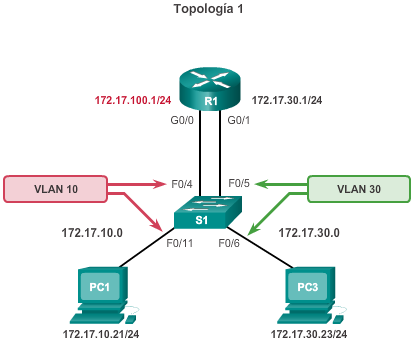 Topología 1
172.17.100.1/24
R1
172.17.30.1/24
G0/0
G0/1
VLAN 10
F0/4
F0/5
VLAN 30
S1
172.17.10.0
172.17.30.0
F0/11
F0/6
PC1
PC3
172.17.10.21/24
172.17.30.23/24